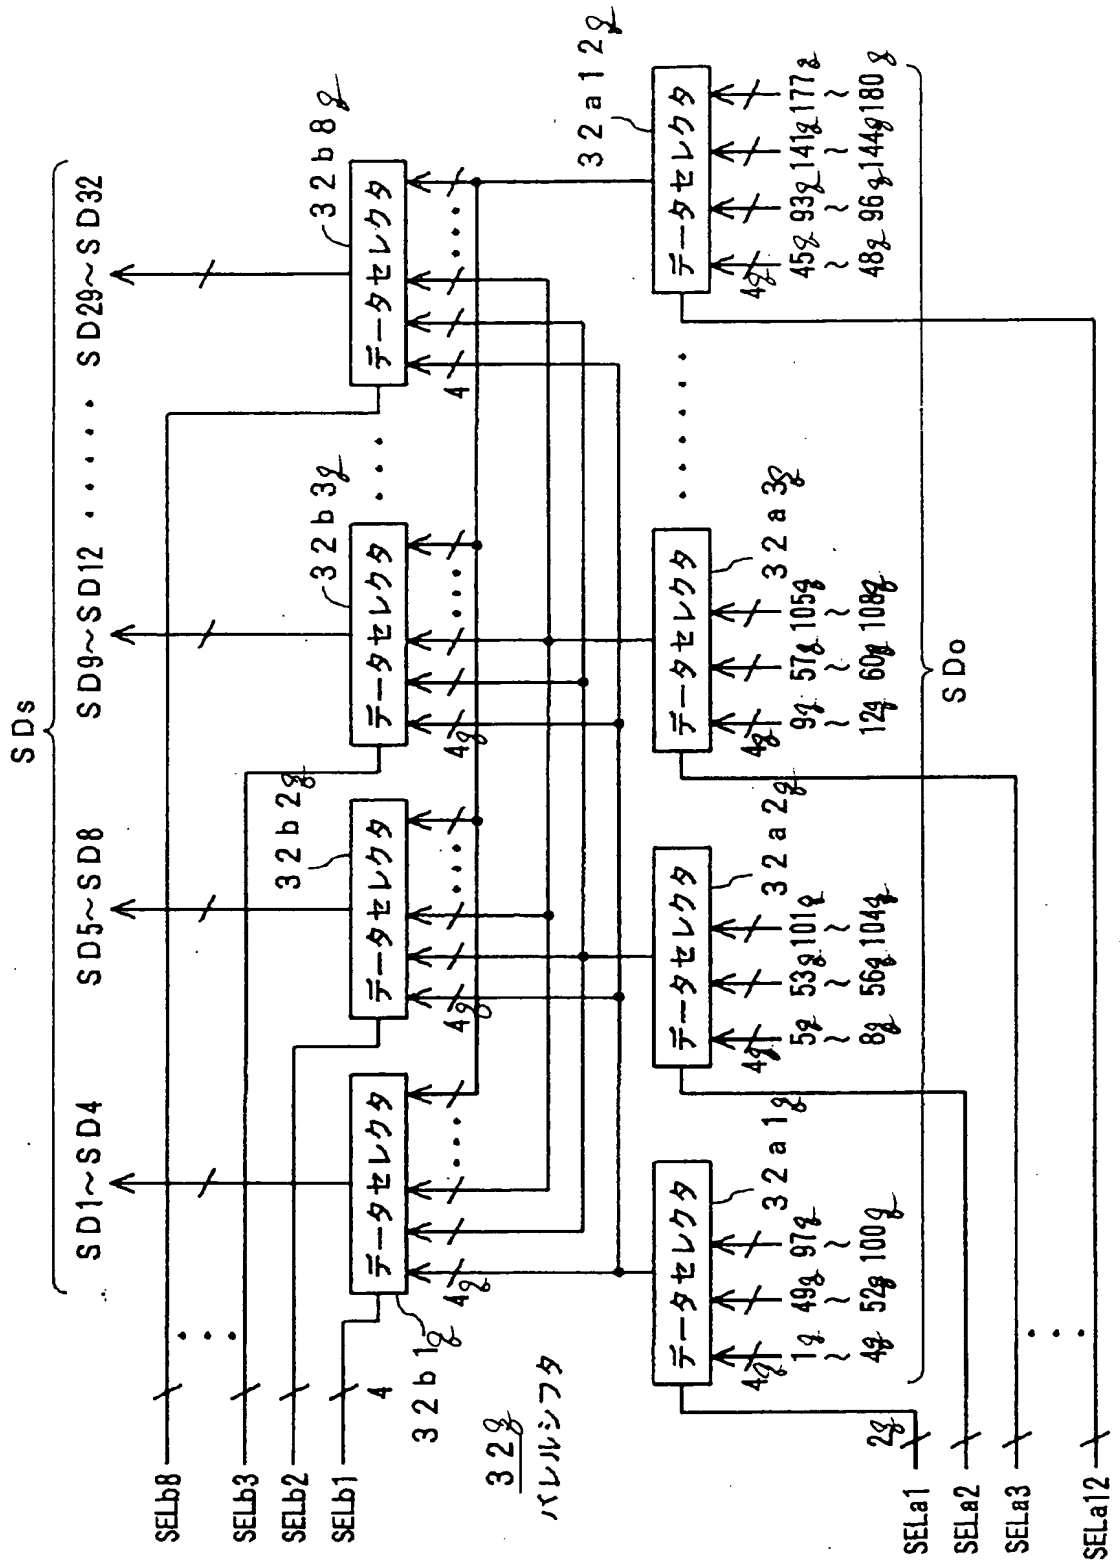 SDs
SD1~SD4
SD5~SD8
SD9~SD12
・・・・・
SD29~SD32
SELb8
SELb3
SELb2
SELb1
4
32b1g
データセレクタ
32b2g
データセレクタ
32b3g
データセレクタ
32b8g
データセレクタ
4g
4g
4g
4
32g
バレルシフタ
データセレクタ
32a1g
データセレクタ
32a2g
データセレクタ
32a3g
データセレクタ
32a12g
4g
1g~4g
49g~52g
97g~100g
4g
5g~8g
53g~56g
101g~104g
4g
9g~12g
57g~60g
105g~108g
4g
45g~48g
93g~96g
141g~144g
177g~180g
SDo
2g
SELa1
SELa2
SELa3
SELa12